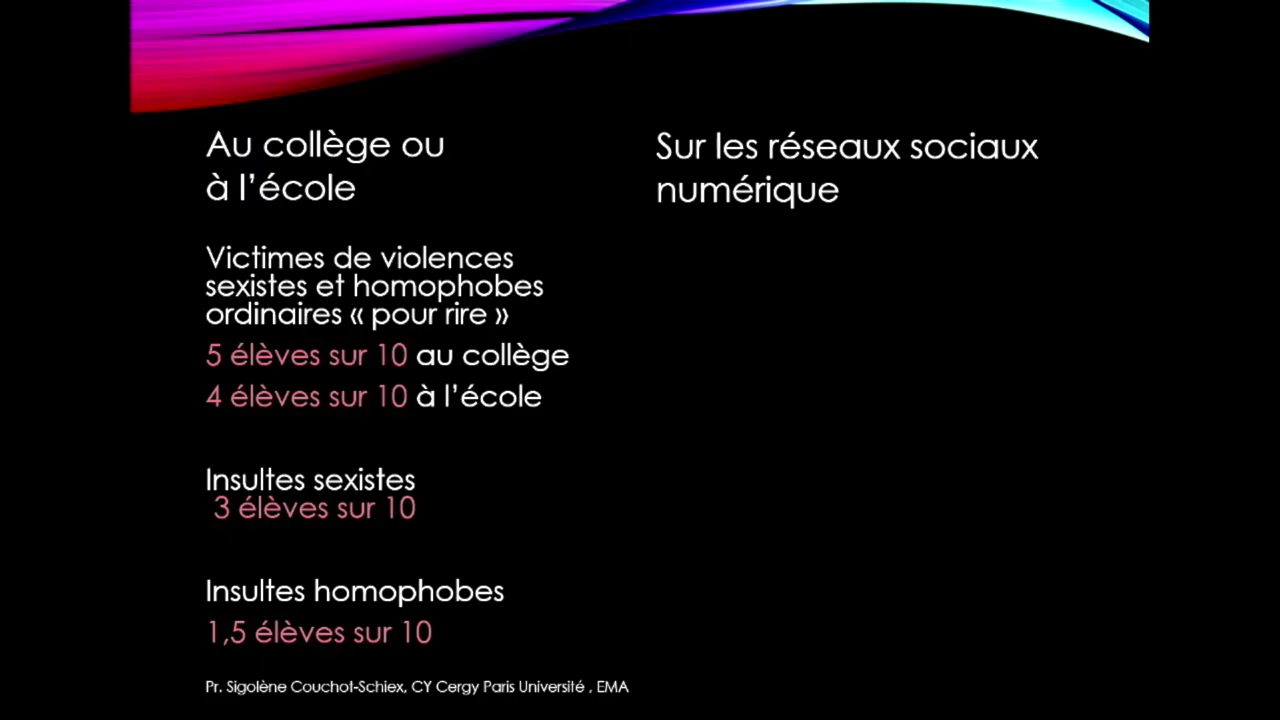 Au collège ou
à l’école
Victimes de violences
sexistes et homophobes
ordinaires « pour rire »
5 élèves sur 10 au collège
4 élèves sur 10 à l’école
Insultes sexistes
3 élèves sur 10
Insultes homophobes
1,5 élèves sur 10
Sur les réseaux sociaux
numérique
Pr. Sigolène Couchot-Schiex, CY Cergy Paris Université , EMA